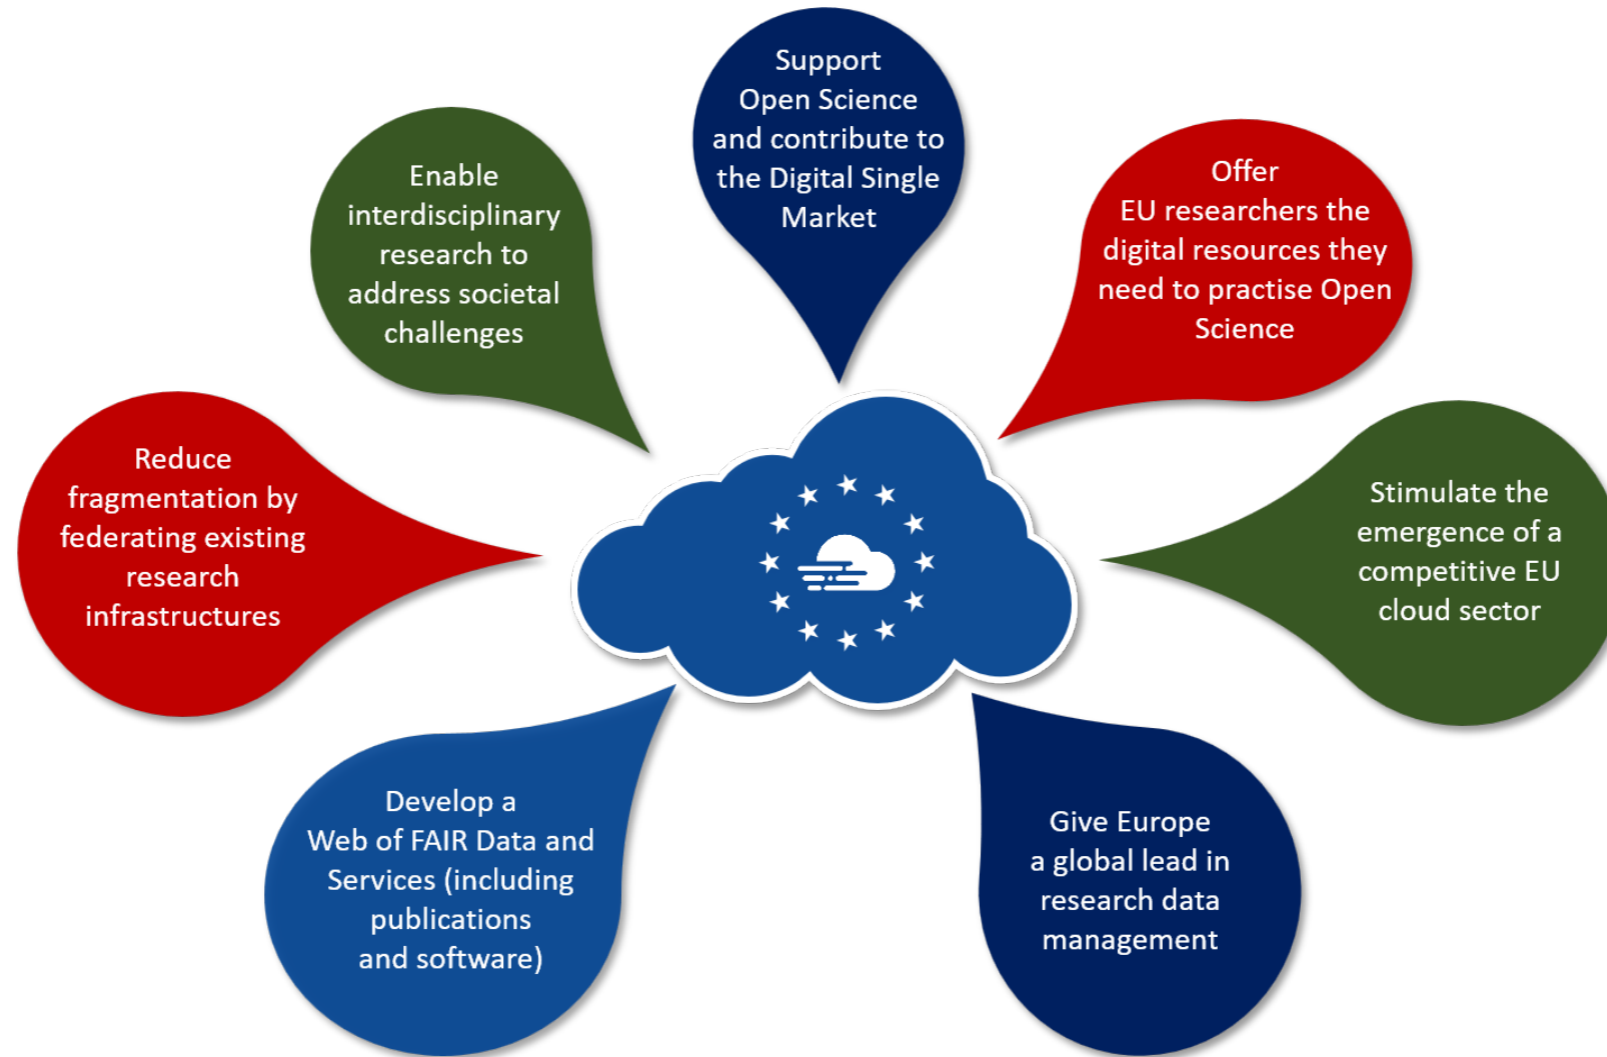 Support
Open Science
and contribute to
the Digital Single
Market
Offer
EU researchers the
digital resources they
need to practise Open
Science
Stimulate the
emergence of a
competitive EU
cloud sector
Give Europe
a global lead in
research data
management
Develop a
Web of FAIR Data and
Services (including
publications
and software)
Reduce
fragmentation by
federating existing
research
infrastructures
Enable
interdisciplinary
research to
address societal
challenges